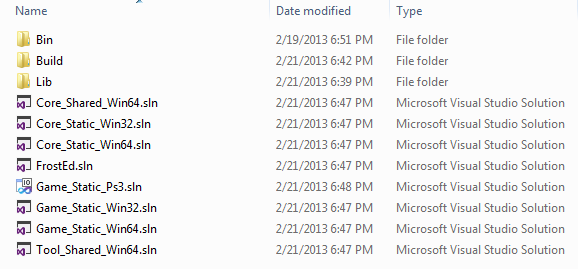 Name Date modified Type
Bin 2/19/2013 6:51 PM File folder
Build 2/21/2013 6:42 PM File folder
Lib 2/21/2013 6:39 PM File folder
Core_Shared_Win64.sln 2/21/2013 6:47 PM Microsoft Visual Studio Solution
Core_Static_Win32.sln 2/21/2013 6:47 PM Microsoft Visual Studio Solution
Core_Static_Win64.sln 2/21/2013 6:47 PM Microsoft Visual Studio Solution
FrostEd.sln 2/21/2013 6:47 PM Microsoft Visual Studio Solution
Game_Static_Ps3.sln 2/21/2013 6:48 PM Microsoft Visual Studio Solution
Game_Static_Win32.sln 2/21/2013 6:47 PM Microsoft Visual Studio Solution
Game_Static_Win64.sln 2/21/2013 6:47 PM Microsoft Visual Studio Solution
Tool_Shared_Win64.sln 2/21/2013 6:47 PM Microsoft Visual Studio Solution